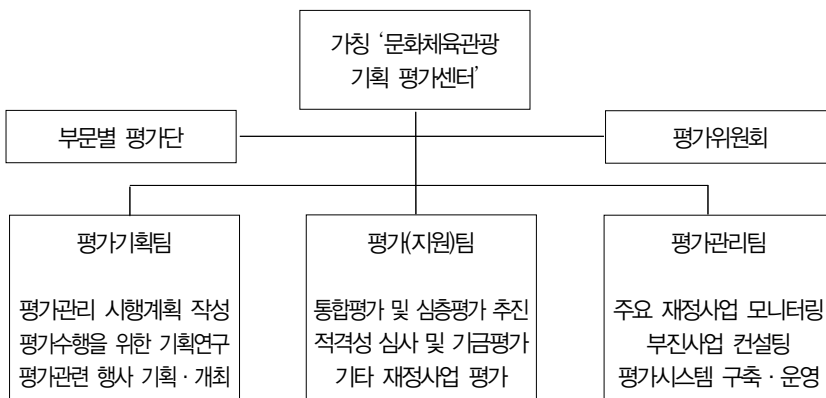 가칭 ‘문화체육관광
기획 평가센터’
부문별 평가단
평가위원회
평가기획팀
평가관리 시행계획 작성
평가수행을 위한 기획연구
평가관련 행사 기획 · 개최
평가(지원)팀
통합평가 및 심층평가 추진
적격성 심사 및 기금평가
기타 재정사업 평가
평가관리팀
주요 재정사업 모니터링
부진사업 컨설팅
평가시스템 구축 · 운영